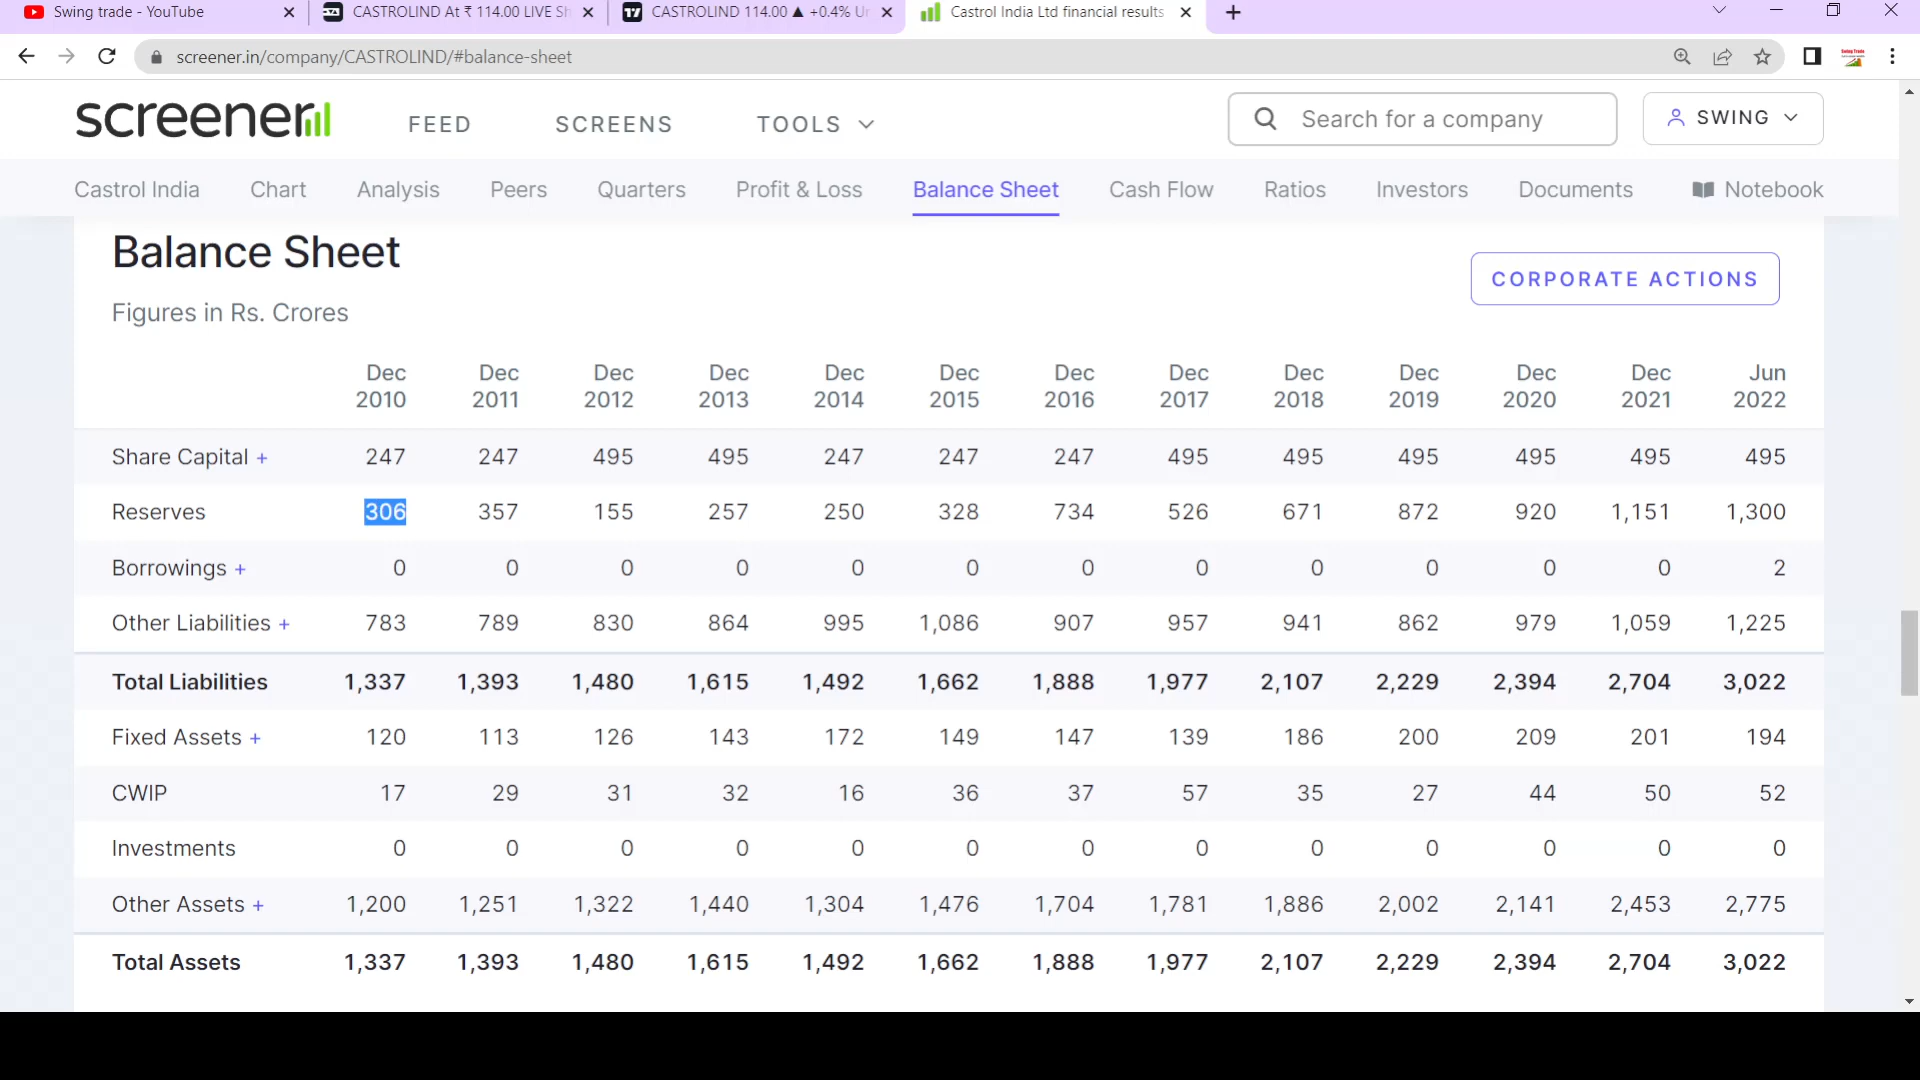 Swing trade - YouTube
CASTROLIND At ₹ 114.00 LIVE Sh
CASTROLIND 114.00 ▲ +0.4% Un
Castrol India Ltd financial results
screener.in/company/CASTROLIND/#balance-sheet
screener
FEED
SCREENS
TOOLS
Search for a company
SWING
Castrol India
Chart
Analysis
Peers
Quarters
Profit & Loss
Balance Sheet
Cash Flow
Ratios
Investors
Documents
Notebook
Balance Sheet
CORPORATE ACTIONS
Figures in Rs. Crores
Dec 2010 Dec 2011 Dec 2012 Dec 2013 Dec 2014 Dec 2015 Dec 2016 Dec 2017 Dec 2018 Dec 2019 Dec 2020 Dec 2021 Jun 2022
Share Capital + 247 247 495 495 247 247 247 495 495 495 495 495 495
Reserves 306 357 155 257 250 328 734 526 671 872 920 1,151 1,300
Borrowings + 0 0 0 0 0 0 0 0 0 0 0 0 2
Other Liabilities + 783 789 830 864 995 1,086 907 957 941 862 979 1,059 1,225
Total Liabilities 1,337 1,393 1,480 1,615 1,492 1,662 1,888 1,977 2,107 2,229 2,394 2,704 3,022
Fixed Assets + 120 113 126 143 172 149 147 139 186 200 209 201 194
CWIP 17 29 31 32 16 36 37 57 35 27 44 50 52
Investments 0 0 0 0 0 0 0 0 0 0 0 0 0
Other Assets + 1,200 1,251 1,322 1,440 1,304 1,476 1,704 1,781 1,886 2,002 2,141 2,453 2,775
Total Assets 1,337 1,393 1,480 1,615 1,492 1,662 1,888 1,977 2,107 2,229 2,394 2,704 3,022